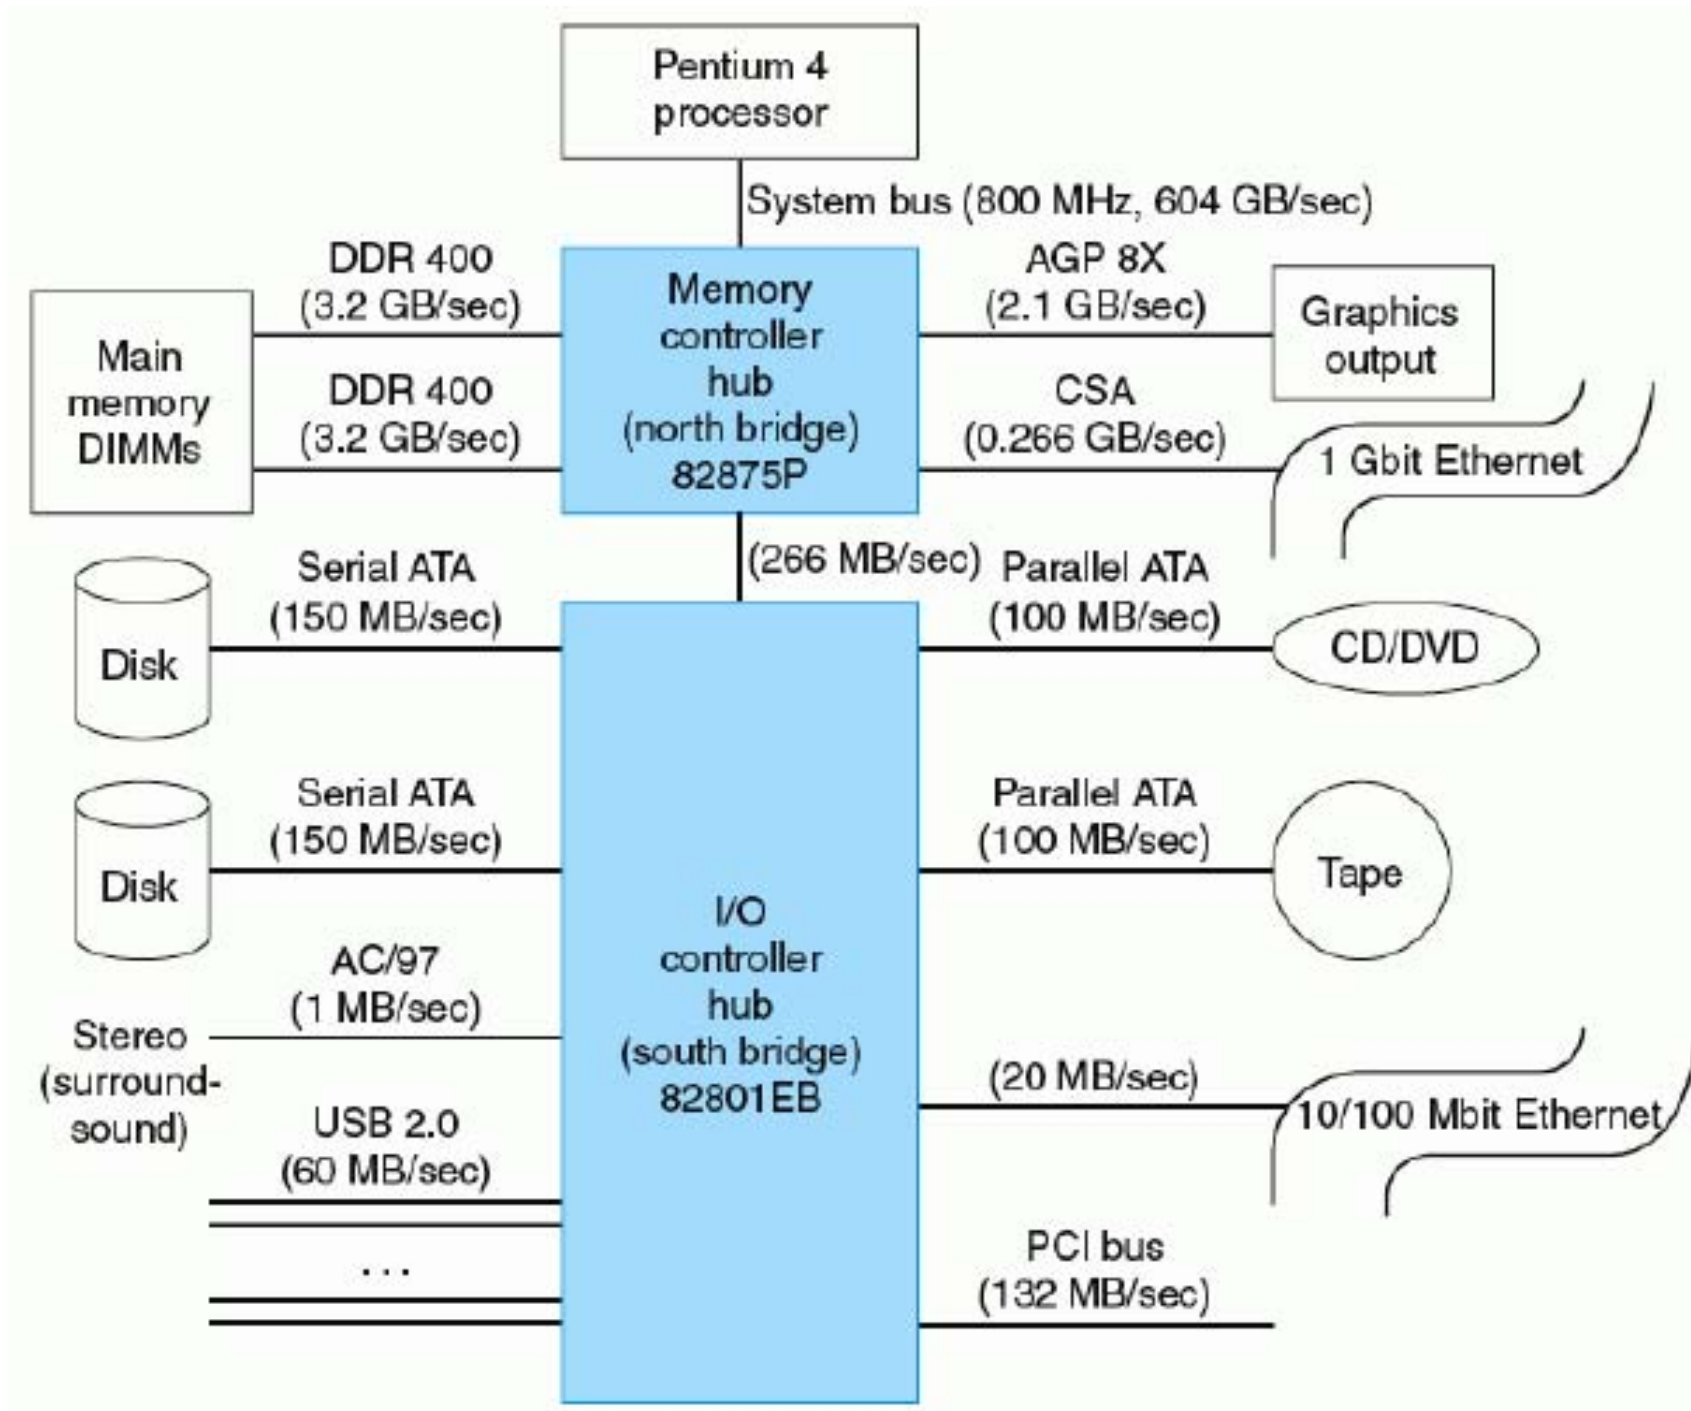 Pentium 4
processor
System bus (800 MHz, 604 GB/sec)
DDR 400
(3.2 GB/sec)
Memory
controller
hub
(north bridge)
82875P
AGP 8X
(2.1 GB/sec)
Graphics
output
Main
memory
DIMMs
DDR 400
(3.2 GB/sec)
CSA
(0.266 GB/sec)
1 Gbit Ethernet
(266 MB/sec)
Serial ATA
(150 MB/sec)
Disk
Parallel ATA
(100 MB/sec)
CD/DVD
Serial ATA
(150 MB/sec)
Disk
Parallel ATA
(100 MB/sec)
Tape
I/O
controller
hub
(south bridge)
82801EB
AC/97
(1 MB/sec)
Stereo
(surround-
sound)
(20 MB/sec)
10/100 Mbit Ethernet
USB 2.0
(60 MB/sec)
. . .
PCI bus
(132 MB/sec)